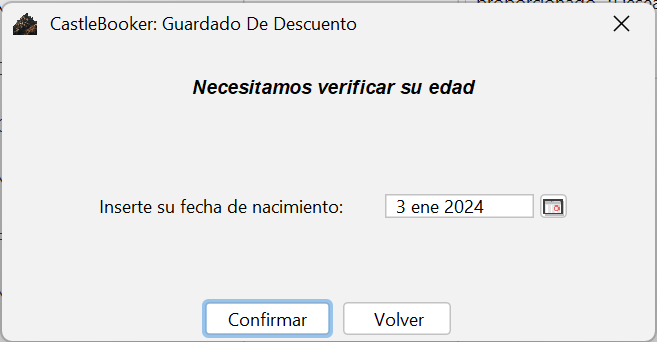 CastleBooker: Guardado De Descuento
Necesitamos verificar su edad
Inserte su fecha de nacimiento: 3 ene 2024
Confirmar Volver